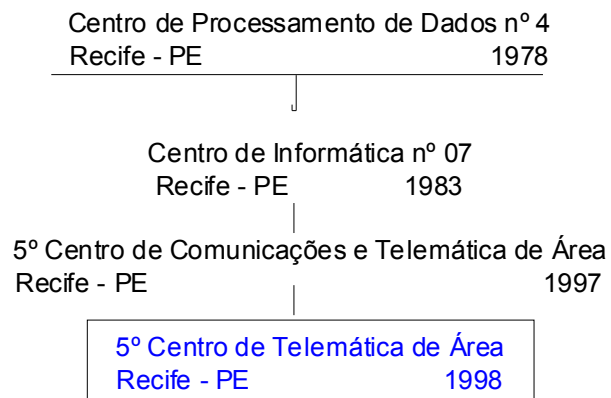 Centro de Processamento de Dados nº 4
Recife - PE 1978
Centro de Informática nº 07
Recife - PE 1983
5º Centro de Comunicações e Telemática de Área
Recife - PE 1997
5º Centro de Telemática de Área
Recife - PE 1998